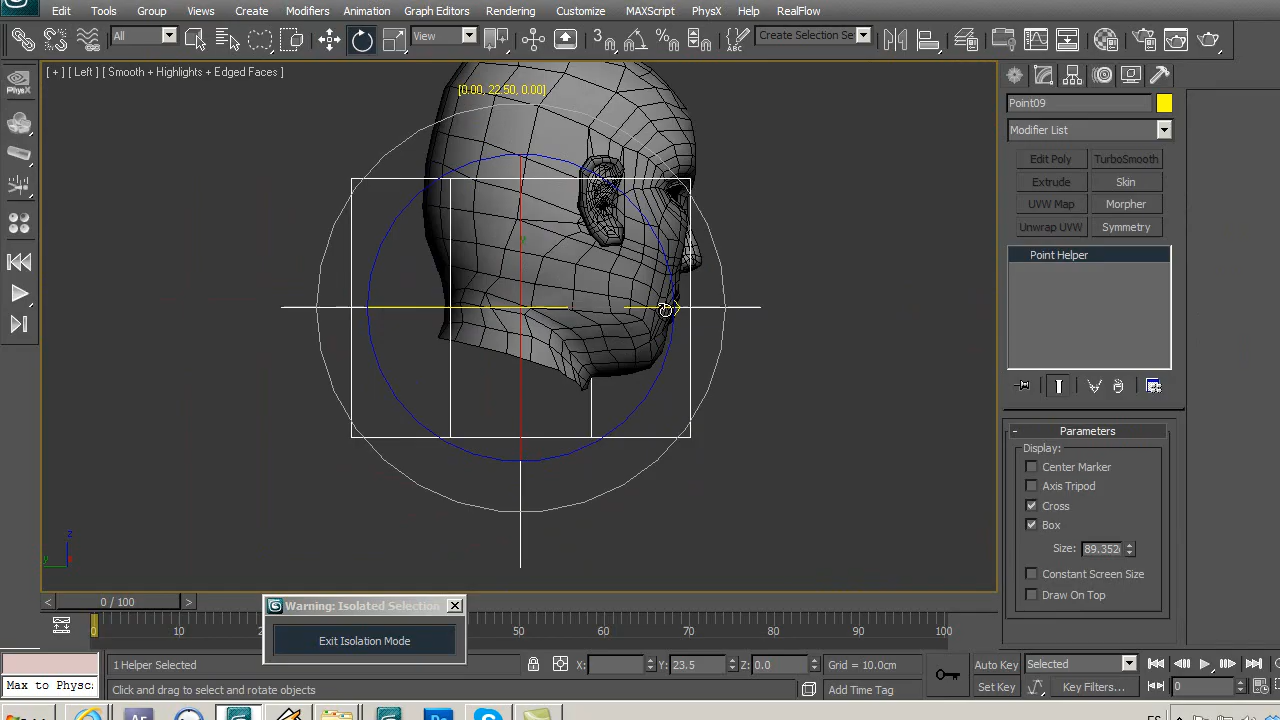 Edit Tools Group Views Create Modifiers Animation Graph Editors Rendering Customize MAXScript PhysX Help RealFlow
All View 3 Create Selection Se
[ + ] [ Left ] [ Smooth + Highlights + Edged Faces ]
[0.00, 22.50, 0.00]
PhysX
Point09
Modifier List
Edit Poly TurboSmooth
Extrude Skin
UVW Map Morpher
Unwrap UVW Symmetry
Point Helper
- Parameters
Display:
Center Marker
Axis Tripod
Cross
Box
Size: 89.352
Constant Screen Size
Draw On Top
y
z
y
< 0 / 100 >
Warning: Isolated Selection
Exit Isolation Mode
0 10 50 60 70 80 90 100
1 Helper Selected X: Y: 23.5 Z: 0.0 Grid = 10.0cm Auto Key Selected
Max to Physc: Click and drag to select and rotate objects Add Time Tag Set Key Key Filters... 0
ES